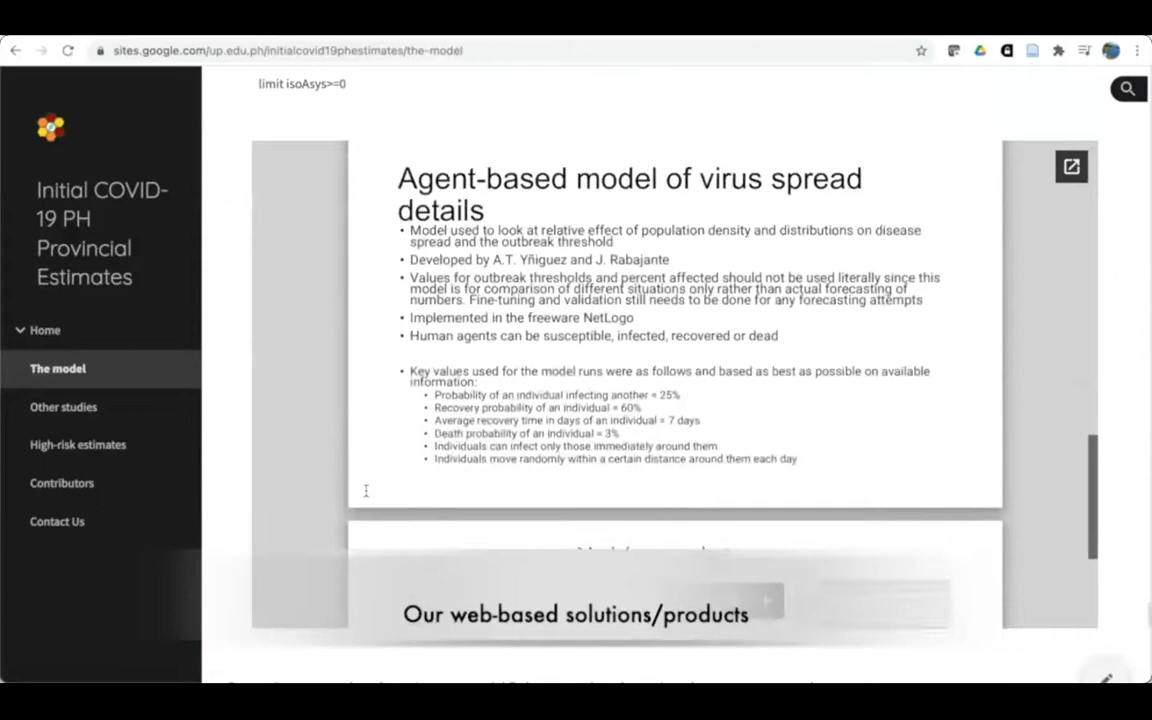 sites.google.com/up.edu.ph/initialcovid19phestimates/the-model
limit isoAsys>=0
Initial COVID-
19 PH
Provincial
Estimates
Home
The model
Other studies
High-risk estimates
Contributors
Contact Us
Agent-based model of virus spread
details
• Model used to look at relative effect of population density and distributions on disease
spread and the outbreak threshold
• Developed by A.T. Yñiguez and J. Rabajante
• Values for outbreak thresholds and percent affected should not be used literally since this
model is for comparison of different situations only rather than actual forecasting of
numbers. Fine-tuning and validation still needs to be done for any forecasting attempts
• Implemented in the freeware NetLogo
• Human agents can be susceptible, infected, recovered or dead
• Key values used for the model runs were as follows and based as best as possible on available
information:
• Probability of an individual infecting another = 25%
• Recovery probability of an individual = 60%
• Average recovery time in days of an individual = 7 days
• Death probability of an individual = 3%
• Individuals can infect only those immediately around them
• Individuals move randomly within a certain distance around them each day
Our web-based solutions/products